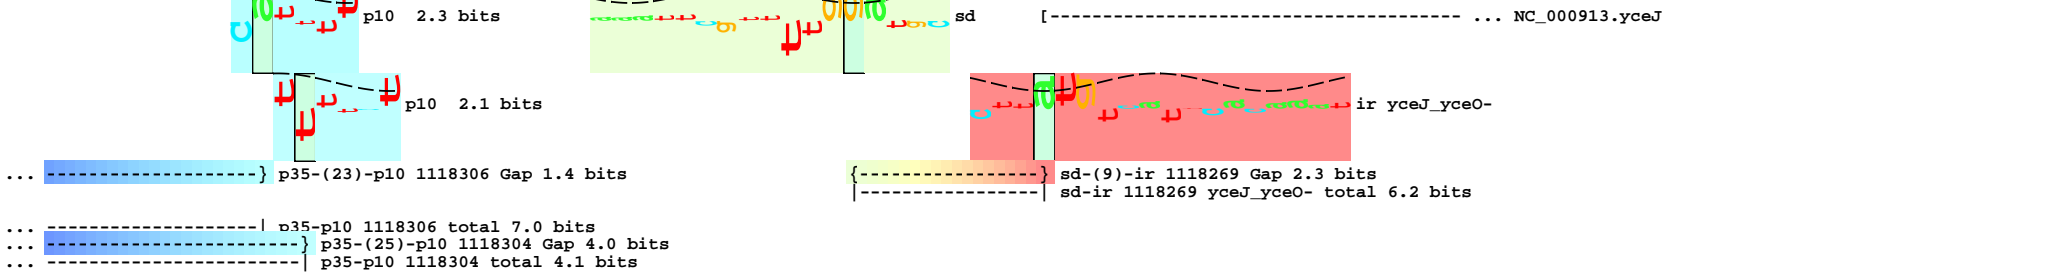 p10 2.3 bits sd [---------------------------------- ... NC_000913.yceJ
p10 2.1 bits ir yceJ_yceO-
... --------------------} p35-(23)-p10 1118306 Gap 1.4 bits {-----------------} sd-(9)-ir 1118269 Gap 2.3 bits
|-----------------| sd-ir 1118269 yceJ_yceO- total 6.2 bits
... --------------------| p35-p10 1118306 total 7.0 bits
... ------------------------} p35-(25)-p10 1118304 Gap 4.0 bits
... ------------------------| p35-p10 1118304 total 4.1 bits